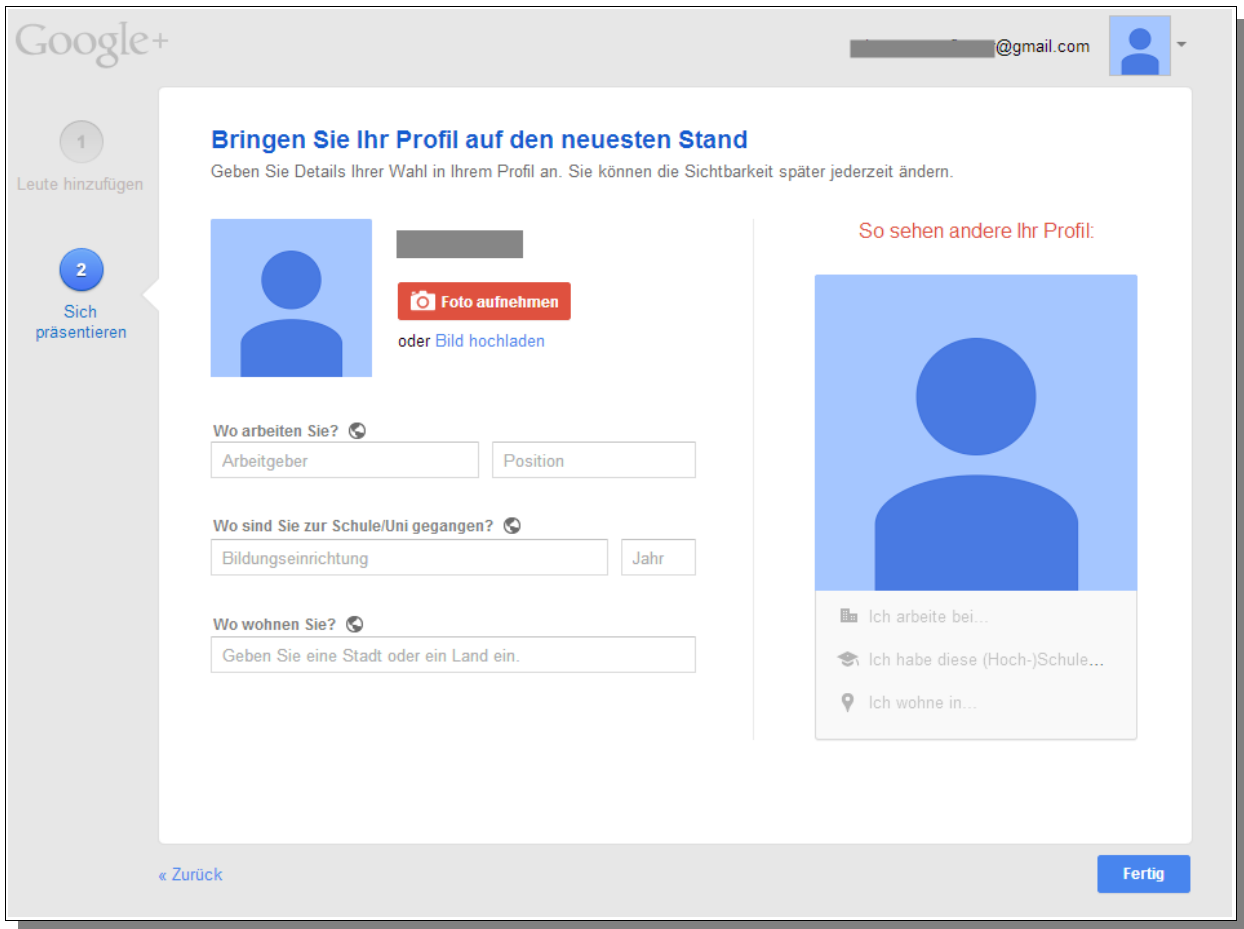 Google+
@gmail.com
1
Leute hinzufügen
2
Sich
präsentieren
Bringen Sie Ihr Profil auf den neuesten Stand
Geben Sie Details Ihrer Wahl in Ihrem Profil an. Sie können die Sichtbarkeit später jederzeit ändern.
Foto aufnehmen
oder Bild hochladen
Wo arbeiten Sie?
Arbeitgeber
Position
Wo sind Sie zur Schule/Uni gegangen?
Bildungseinrichtung
Jahr
Wo wohnen Sie?
Geben Sie eine Stadt oder ein Land ein.
So sehen andere Ihr Profil:
Ich arbeite bei...
Ich habe diese (Hoch-)Schule...
Ich wohne in...
« Zurück
Fertig